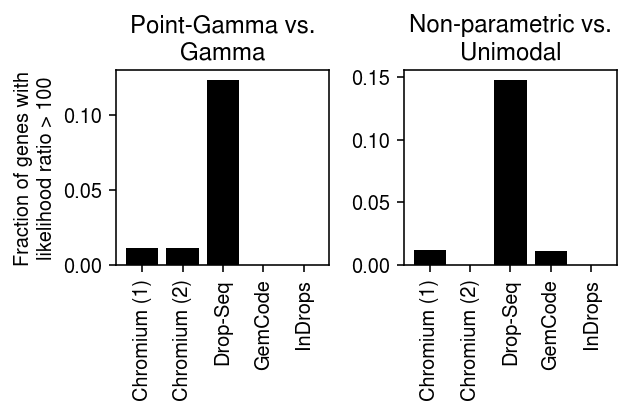 Point-Gamma vs.
Gamma
Fraction of genes with
likelihood ratio > 100
0.10
0.05
0.00
Chromium (1)
Chromium (2)
Drop-Seq
GemCode
InDrops
Non-parametric vs.
Unimodal
0.15
0.10
0.05
0.00
Chromium (1)
Chromium (2)
Drop-Seq
GemCode
InDrops